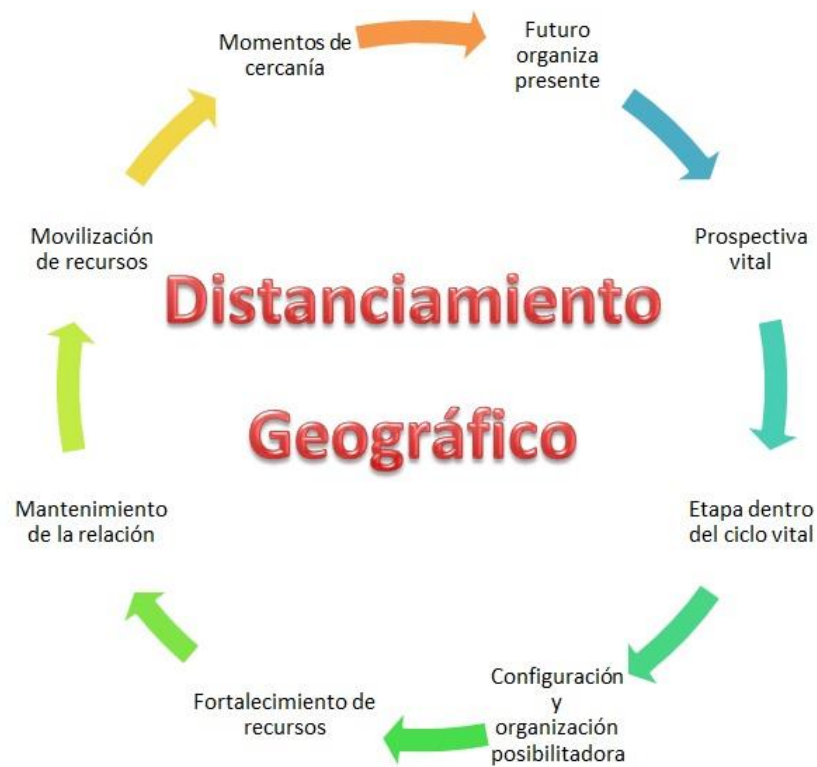 Momentos de
cercanía
Futuro
organiza
presente
Prospectiva
vital
Etapa dentro
del ciclo vital
Configuración
y
organización
posibilitadora
Fortalecimiento de
recursos
Mantenimiento
de la relación
Movilización
de recursos
Distanciamiento
Geográfico